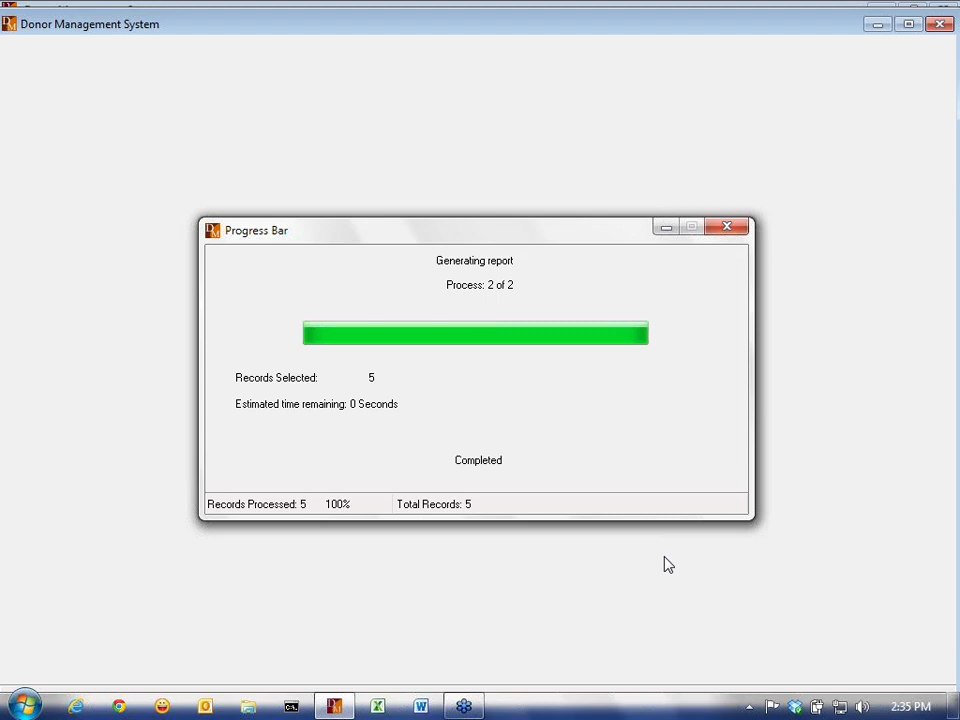 Donor Management System
Progress Bar
Generating report
Process: 2 of 2
Records Selected: 5
Estimated time remaining: 0 Seconds
Completed
Records Processed: 5 100% Total Records: 5
2:35 PM